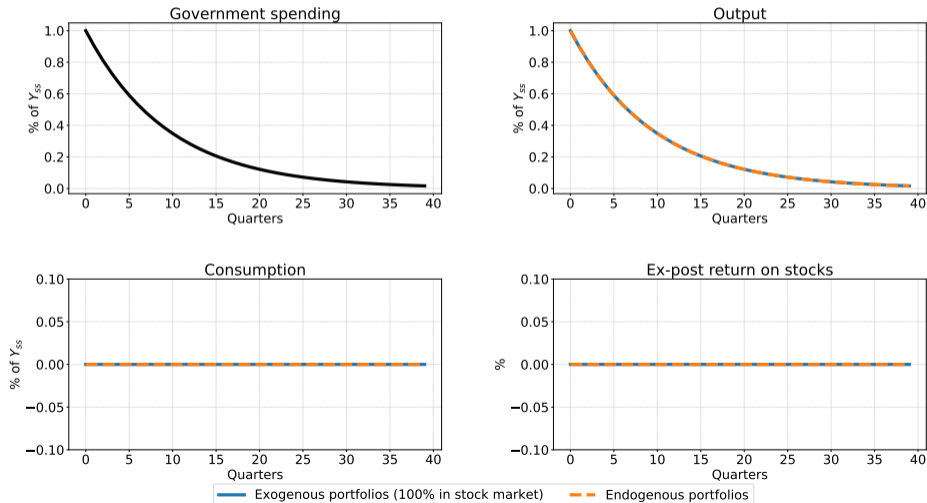 Government spending
1.0
0.8
0.6
0.4
0.2
0.0
% of Y_ss
0 5 10 15 20 25 30 35 40
Quarters
Output
1.0
0.8
0.6
0.4
0.2
0.0
% of Y_ss
0 5 10 15 20 25 30 35 40
Quarters
Consumption
0.10
0.05
0.00
−0.05
−0.10
% of Y_ss
0 5 10 15 20 25 30 35 40
Quarters
Ex-post return on stocks
0.10
0.05
0.00
−0.05
−0.10
%
0 5 10 15 20 25 30 35 40
Quarters
Exogenous portfolios (100% in stock market) Endogenous portfolios